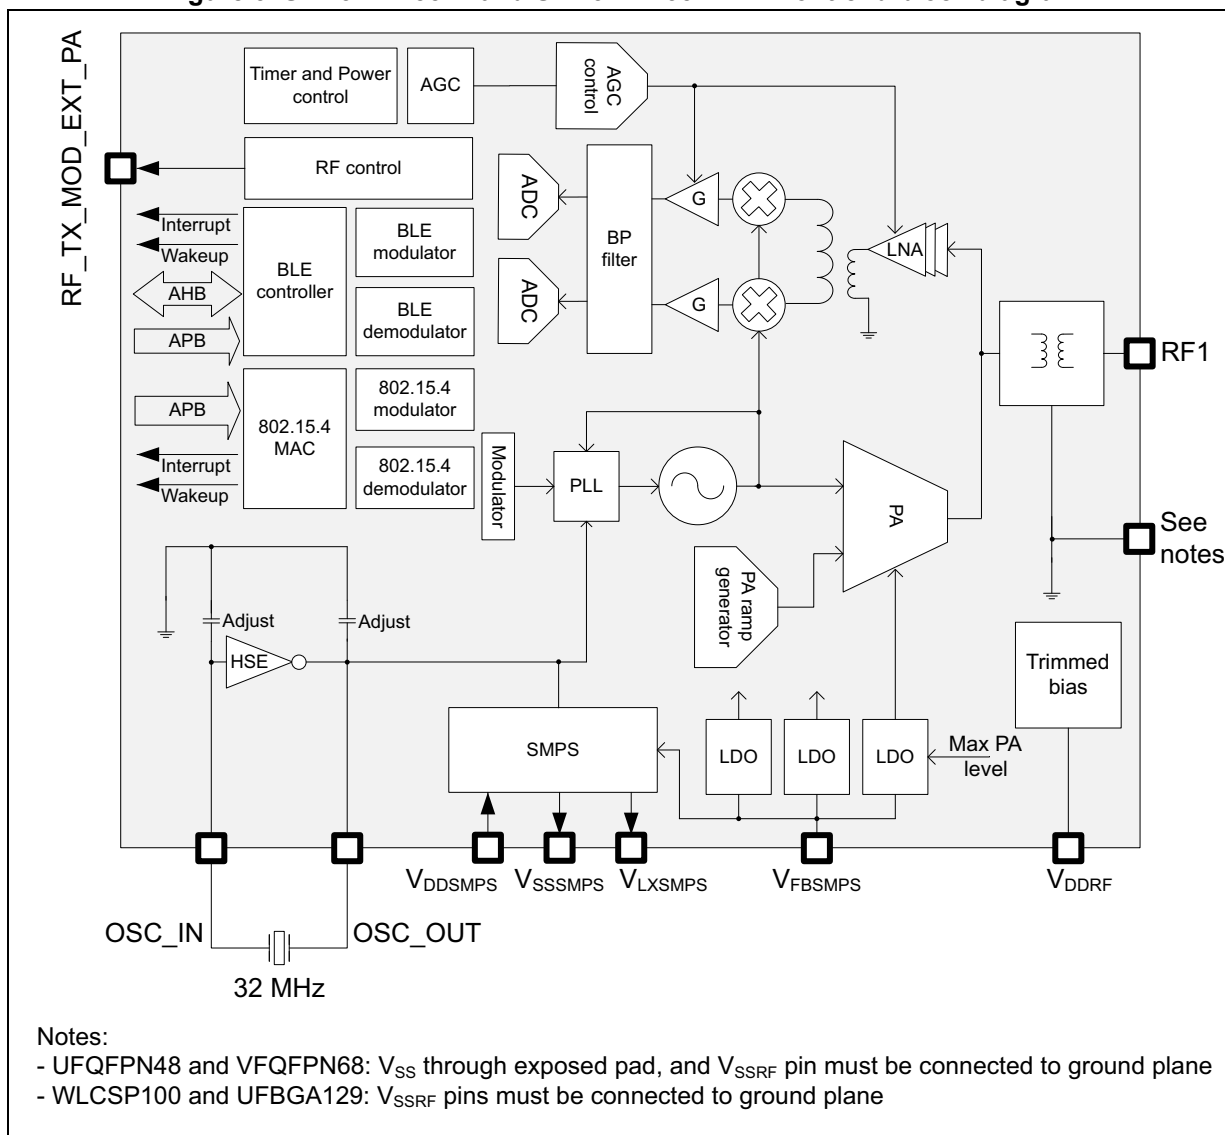 RF_TX_MOD_EXT_PA
Timer and Power
control
AGC
AGC
control
RF control
ADC
ADC
BP
filter
G
G
LNA
Interrupt
Wakeup
AHB
APB
BLE
controller
BLE
modulator
BLE
demodulator
APB
Interrupt
Wakeup
802.15.4
MAC
802.15.4
modulator
802.15.4
demodulator
Modulator
PLL
PA
RF1
See
notes
Adjust
Adjust
HSE
PA ramp
generator
Trimmed
bias
SMPS
LDO
LDO
LDO
Max PA
level
VDDSMPS
VSSSMPS
VLXSMPS
VFBSMPS
VDDRF
OSC_IN
OSC_OUT
32 MHz
Notes:
- UFQFPN48 and VFQFPN68: VSS through exposed pad, and VSSRF pin must be connected to ground plane
- WLCSP100 and UFBGA129: VSSRF pins must be connected to ground plane